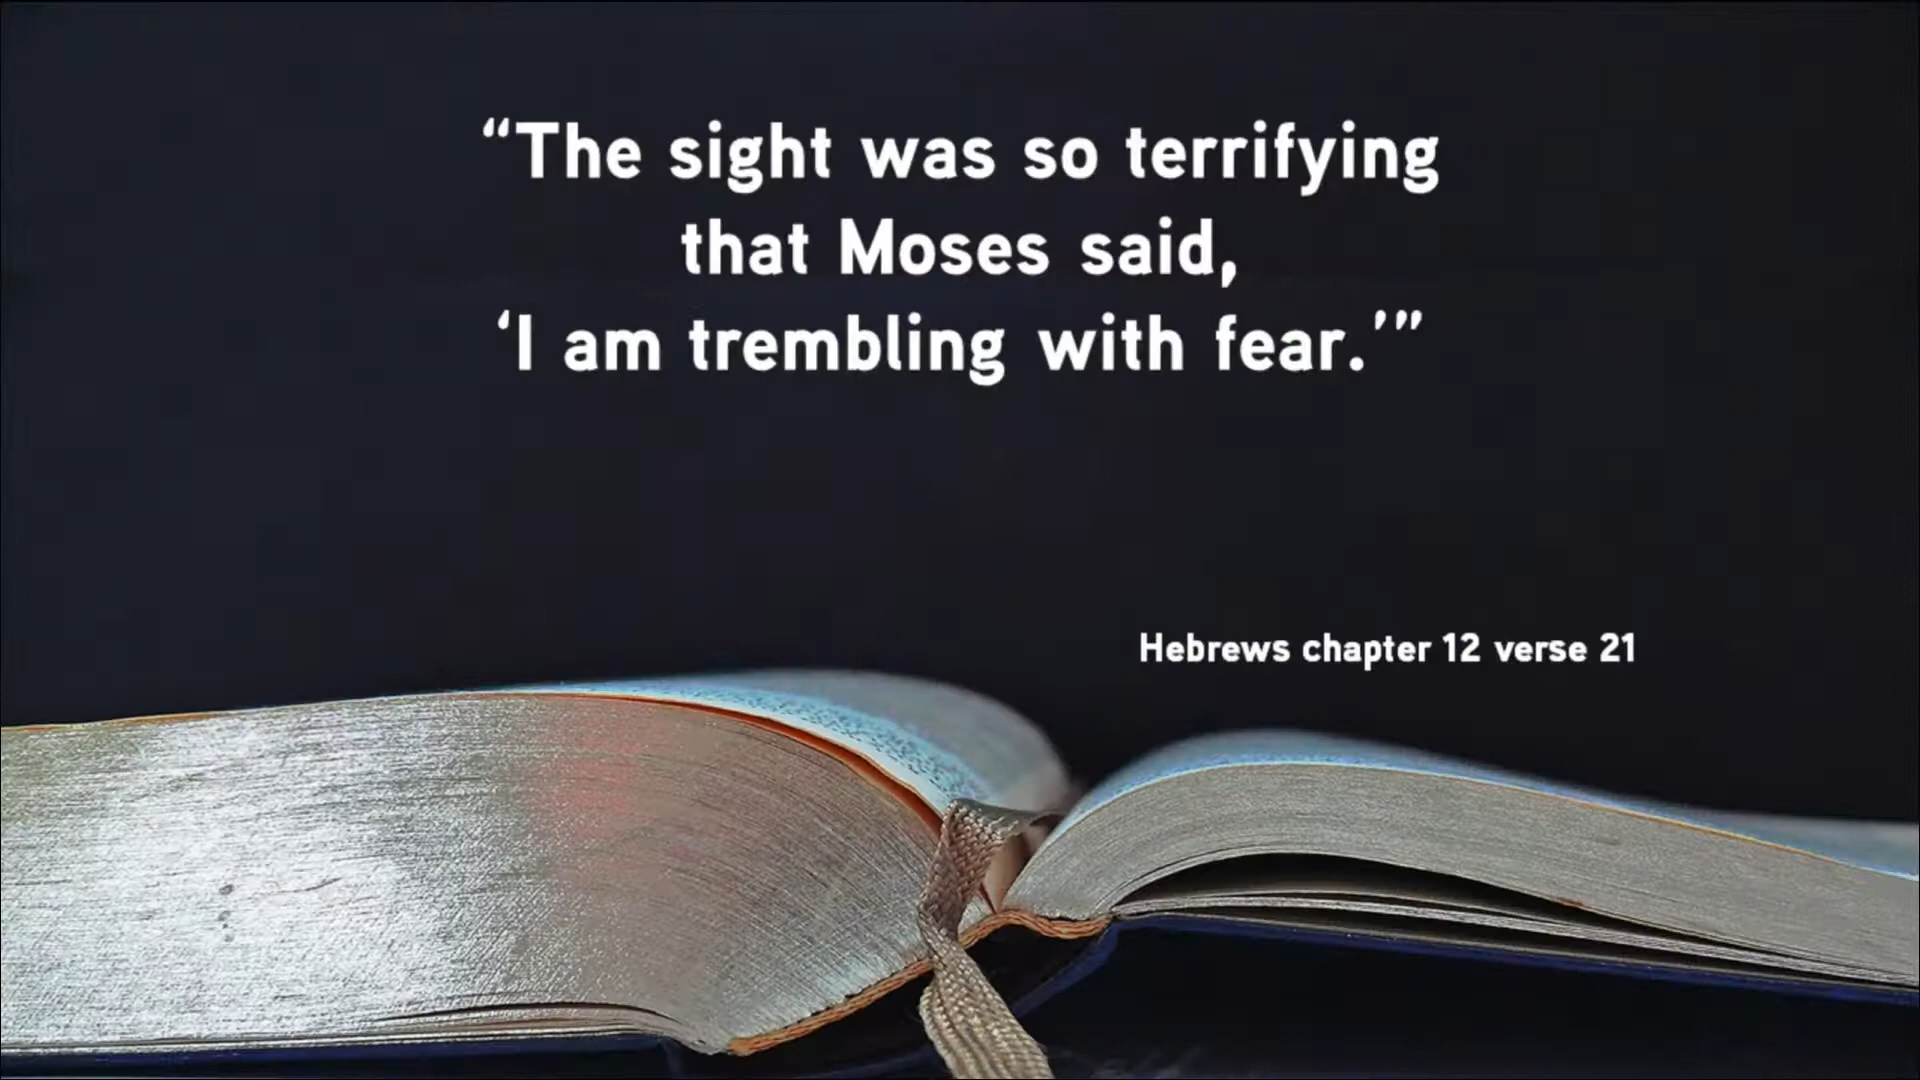 “The sight was so terrifying
that Moses said,
‘I am trembling with fear.’”
Hebrews chapter 12 verse 21